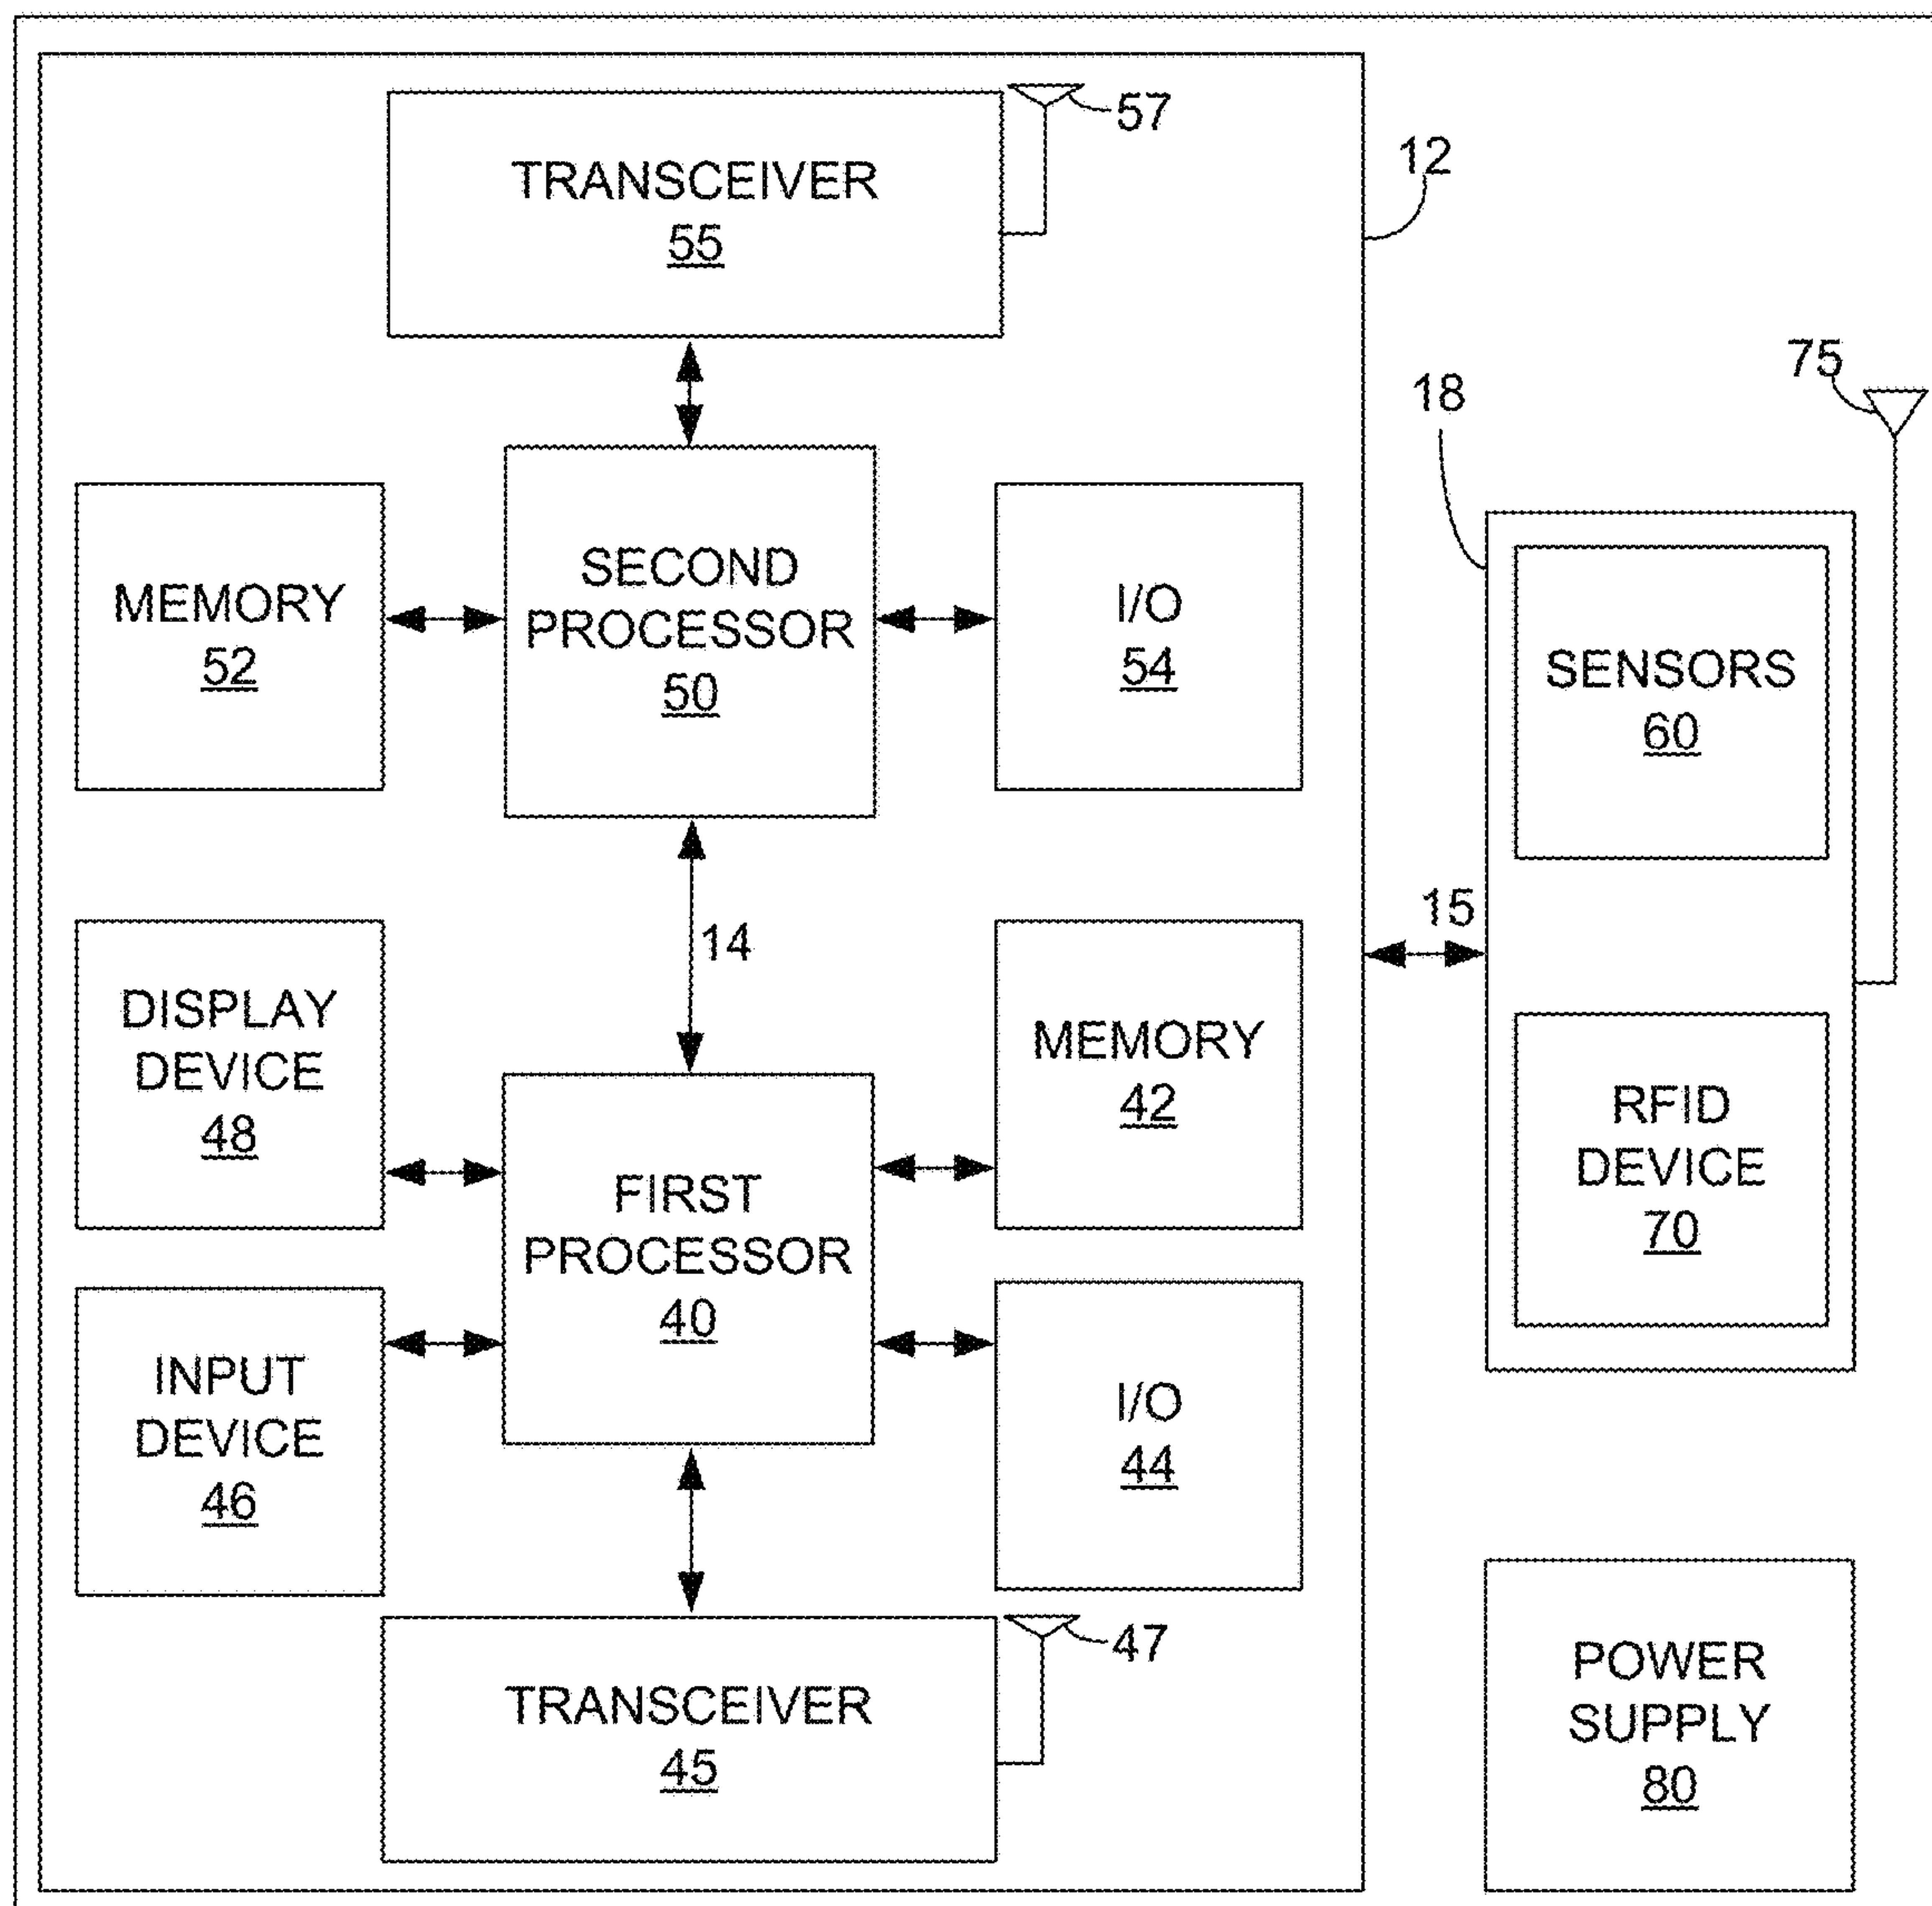 TRANSCEIVER
55
57
12
75
18
MEMORY
52
SECOND
PROCESSOR
50
I/O
54
SENSORS
60
14
15
DISPLAY
DEVICE
48
MEMORY
42
RFID
DEVICE
70
FIRST
PROCESSOR
40
INPUT
DEVICE
46
I/O
44
TRANSCEIVER
45
47
POWER
SUPPLY
80